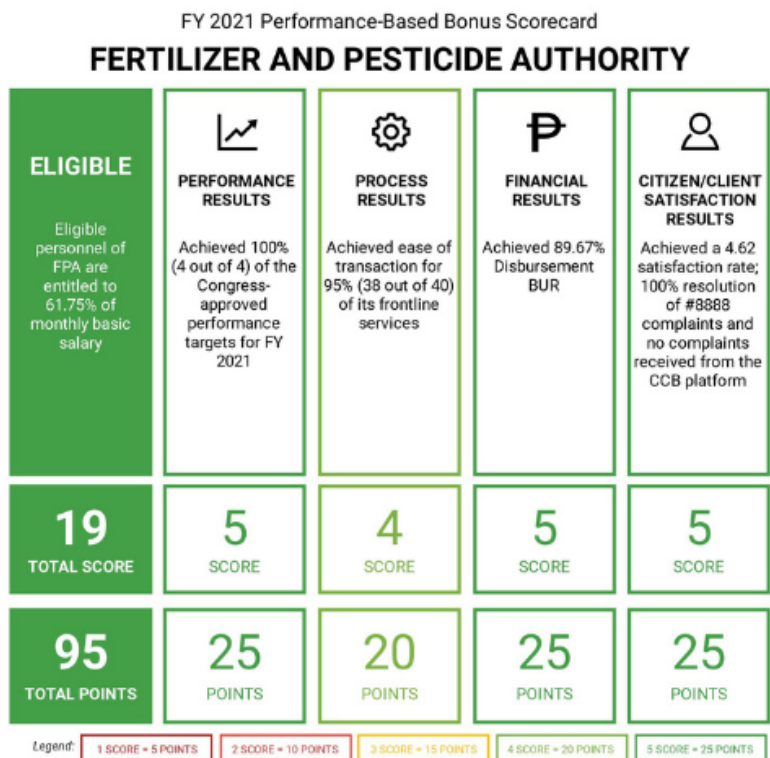 FY 2021 Performance-Based Bonus Scorecard
FERTILIZER AND PESTICIDE AUTHORITY
ELIGIBLE
Eligible
personnel of
FPA are
entitled to
61.75% of
monthly basic
salary
PERFORMANCE
RESULTS
Achieved 100%
(4 out of 4) of the
Congress-
approved
performance
targets for FY
2021
PROCESS
RESULTS
Achieved ease of
transaction for
95% (38 out of 40)
of its frontline
services
FINANCIAL
RESULTS
Achieved 89.67%
Disbursement
BUR
CITIZEN/CLIENT
SATISFACTION
RESULTS
Achieved a 4.62
satisfaction rate;
100% resolution
of #8888
complaints and
no complaints
received from the
CCB platform
19
TOTAL SCORE
5
SCORE
4
SCORE
5
SCORE
5
SCORE
95
TOTAL POINTS
25
POINTS
20
POINTS
25
POINTS
25
POINTS
Legend:
1 SCORE = 5 POINTS
2 SCORE = 10 POINTS
3 SCORE = 15 POINTS
4 SCORE = 20 POINTS
5 SCORE = 25 POINTS